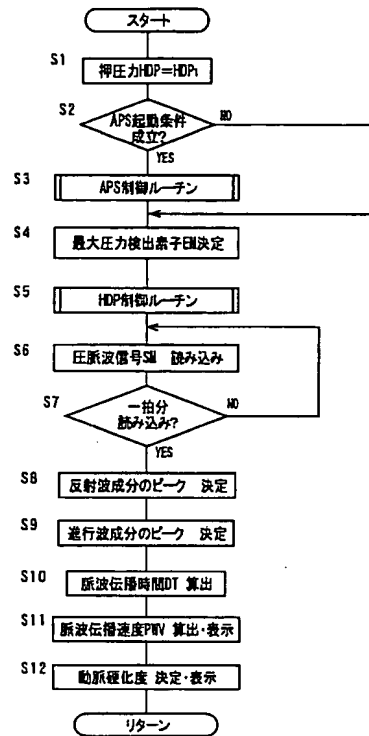 スタート
S1
押圧力HDP=HDP₁
S2
APS起動条件
成立?
NO
YES
S3
APS制御ルーチン
S4
最大圧力検出素子EM決定
S5
HDP制御ルーチン
S6
圧脈波信号SM 読み込み
S7
一拍分
読み込み?
NO
YES
S8
反射波成分のピーク 決定
S9
進行波成分のピーク 決定
S10
脈波伝播時間DT 算出
S11
脈波伝播速度PWV 算出・表示
S12
動脈硬化度 決定・表示
リターン